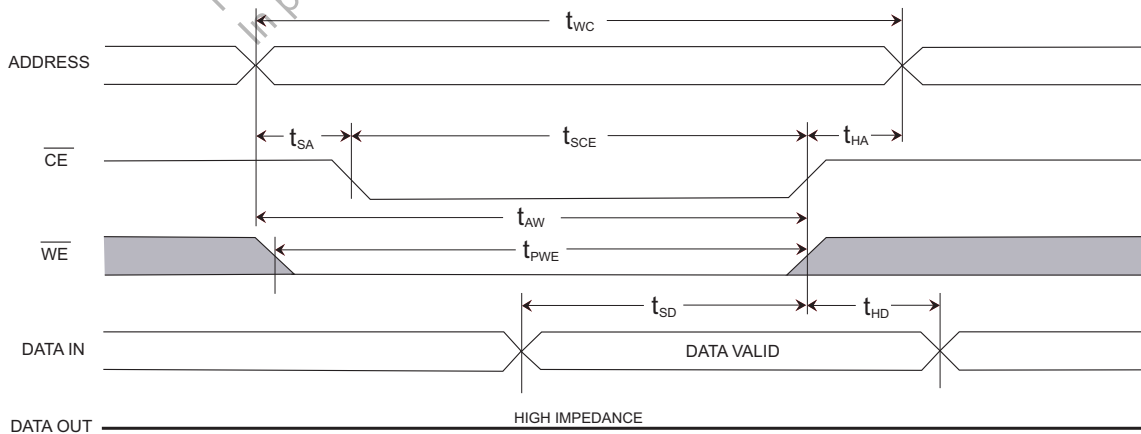 In p
tWC
ADDRESS
tSA
tSCE
tHA
CE
tAW
WE
tPWE
tSD
tHD
DATA IN
DATA VALID
DATA OUT
HIGH IMPEDANCE